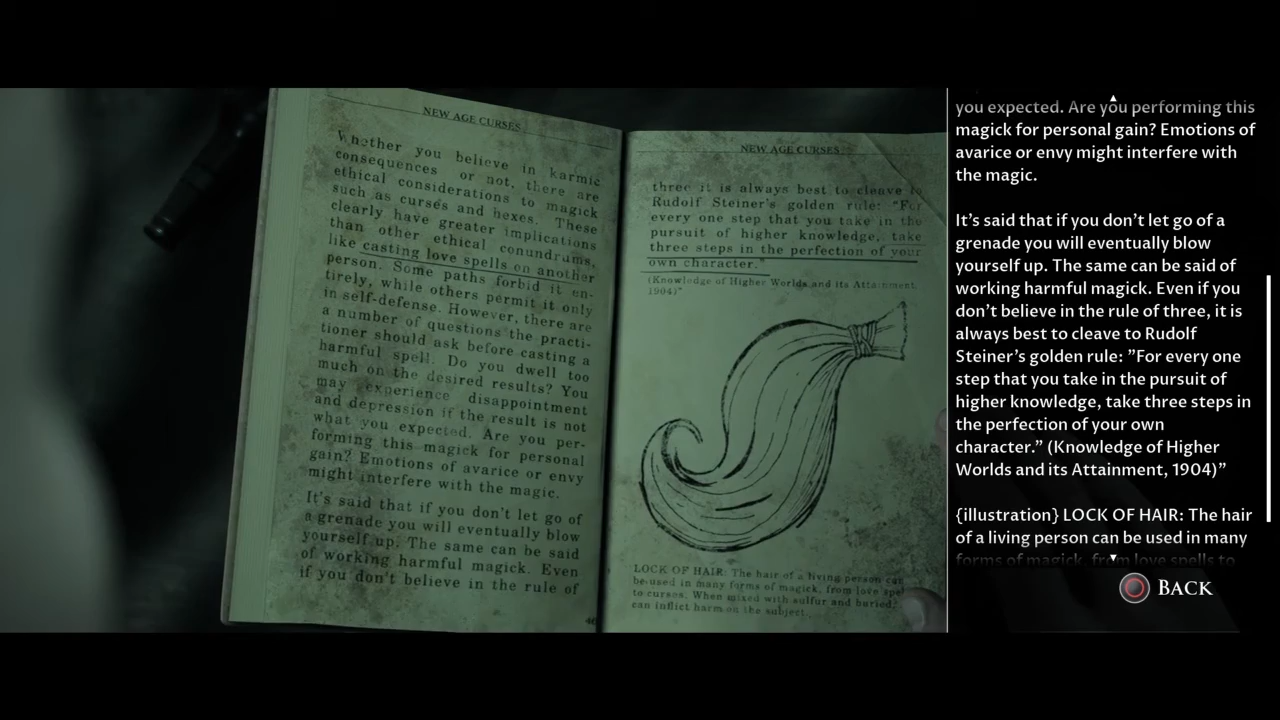 NEW AGE CURSES
Whether you believe in karmic
consequences or not, there are
ethical considerations to magick
such as curses and hexes. These
clearly have greater implications
than other ethical conundrums,
like casting love spells on another
person. Some paths forbid it en-
tirely, while others permit it only
in self-defense. However, there are
a number of questions the practi-
tioner should ask before casting a
harmful spell. Do you dwell too
much on the desired results? You
may experience disappointment
and depression if the result is not
what you expected. Are you per-
forming this magick for personal
gain? Emotions of avarice or envy
might interfere with the magic.
It's said that if you don't let go of
a grenade you will eventually blow
yourself up. The same can be said
of working harmful magick. Even
if you don't believe in the rule of
46
NEW AGE CURSES
three it is always best to cleave to
Rudolf Steiner's golden rule: "For
every one step that you take in the
pursuit of higher knowledge, take
three steps in the perfection of your
own character."
(Knowledge of Higher Worlds and its Attainment,
1904)"
LOCK OF HAIR: The hair of a living person can
be used in many forms of magick, from love spel
to curses. When mixed with sulfur and buried,
can inflict harm on the subject.
you expected. Are you performing this
magick for personal gain? Emotions of
avarice or envy might interfere with
the magic.
It's said that if you don't let go of a
grenade you will eventually blow
yourself up. The same can be said of
working harmful magick. Even if you
don't believe in the rule of three, it is
always best to cleave to Rudolf
Steiner's golden rule: "For every one
step that you take in the pursuit of
higher knowledge, take three steps in
the perfection of your own
character." (Knowledge of Higher
Worlds and its Attainment, 1904)"
{illustration} LOCK OF HAIR: The hair
of a living person can be used in many
forms of magick, from love spells to
BACK